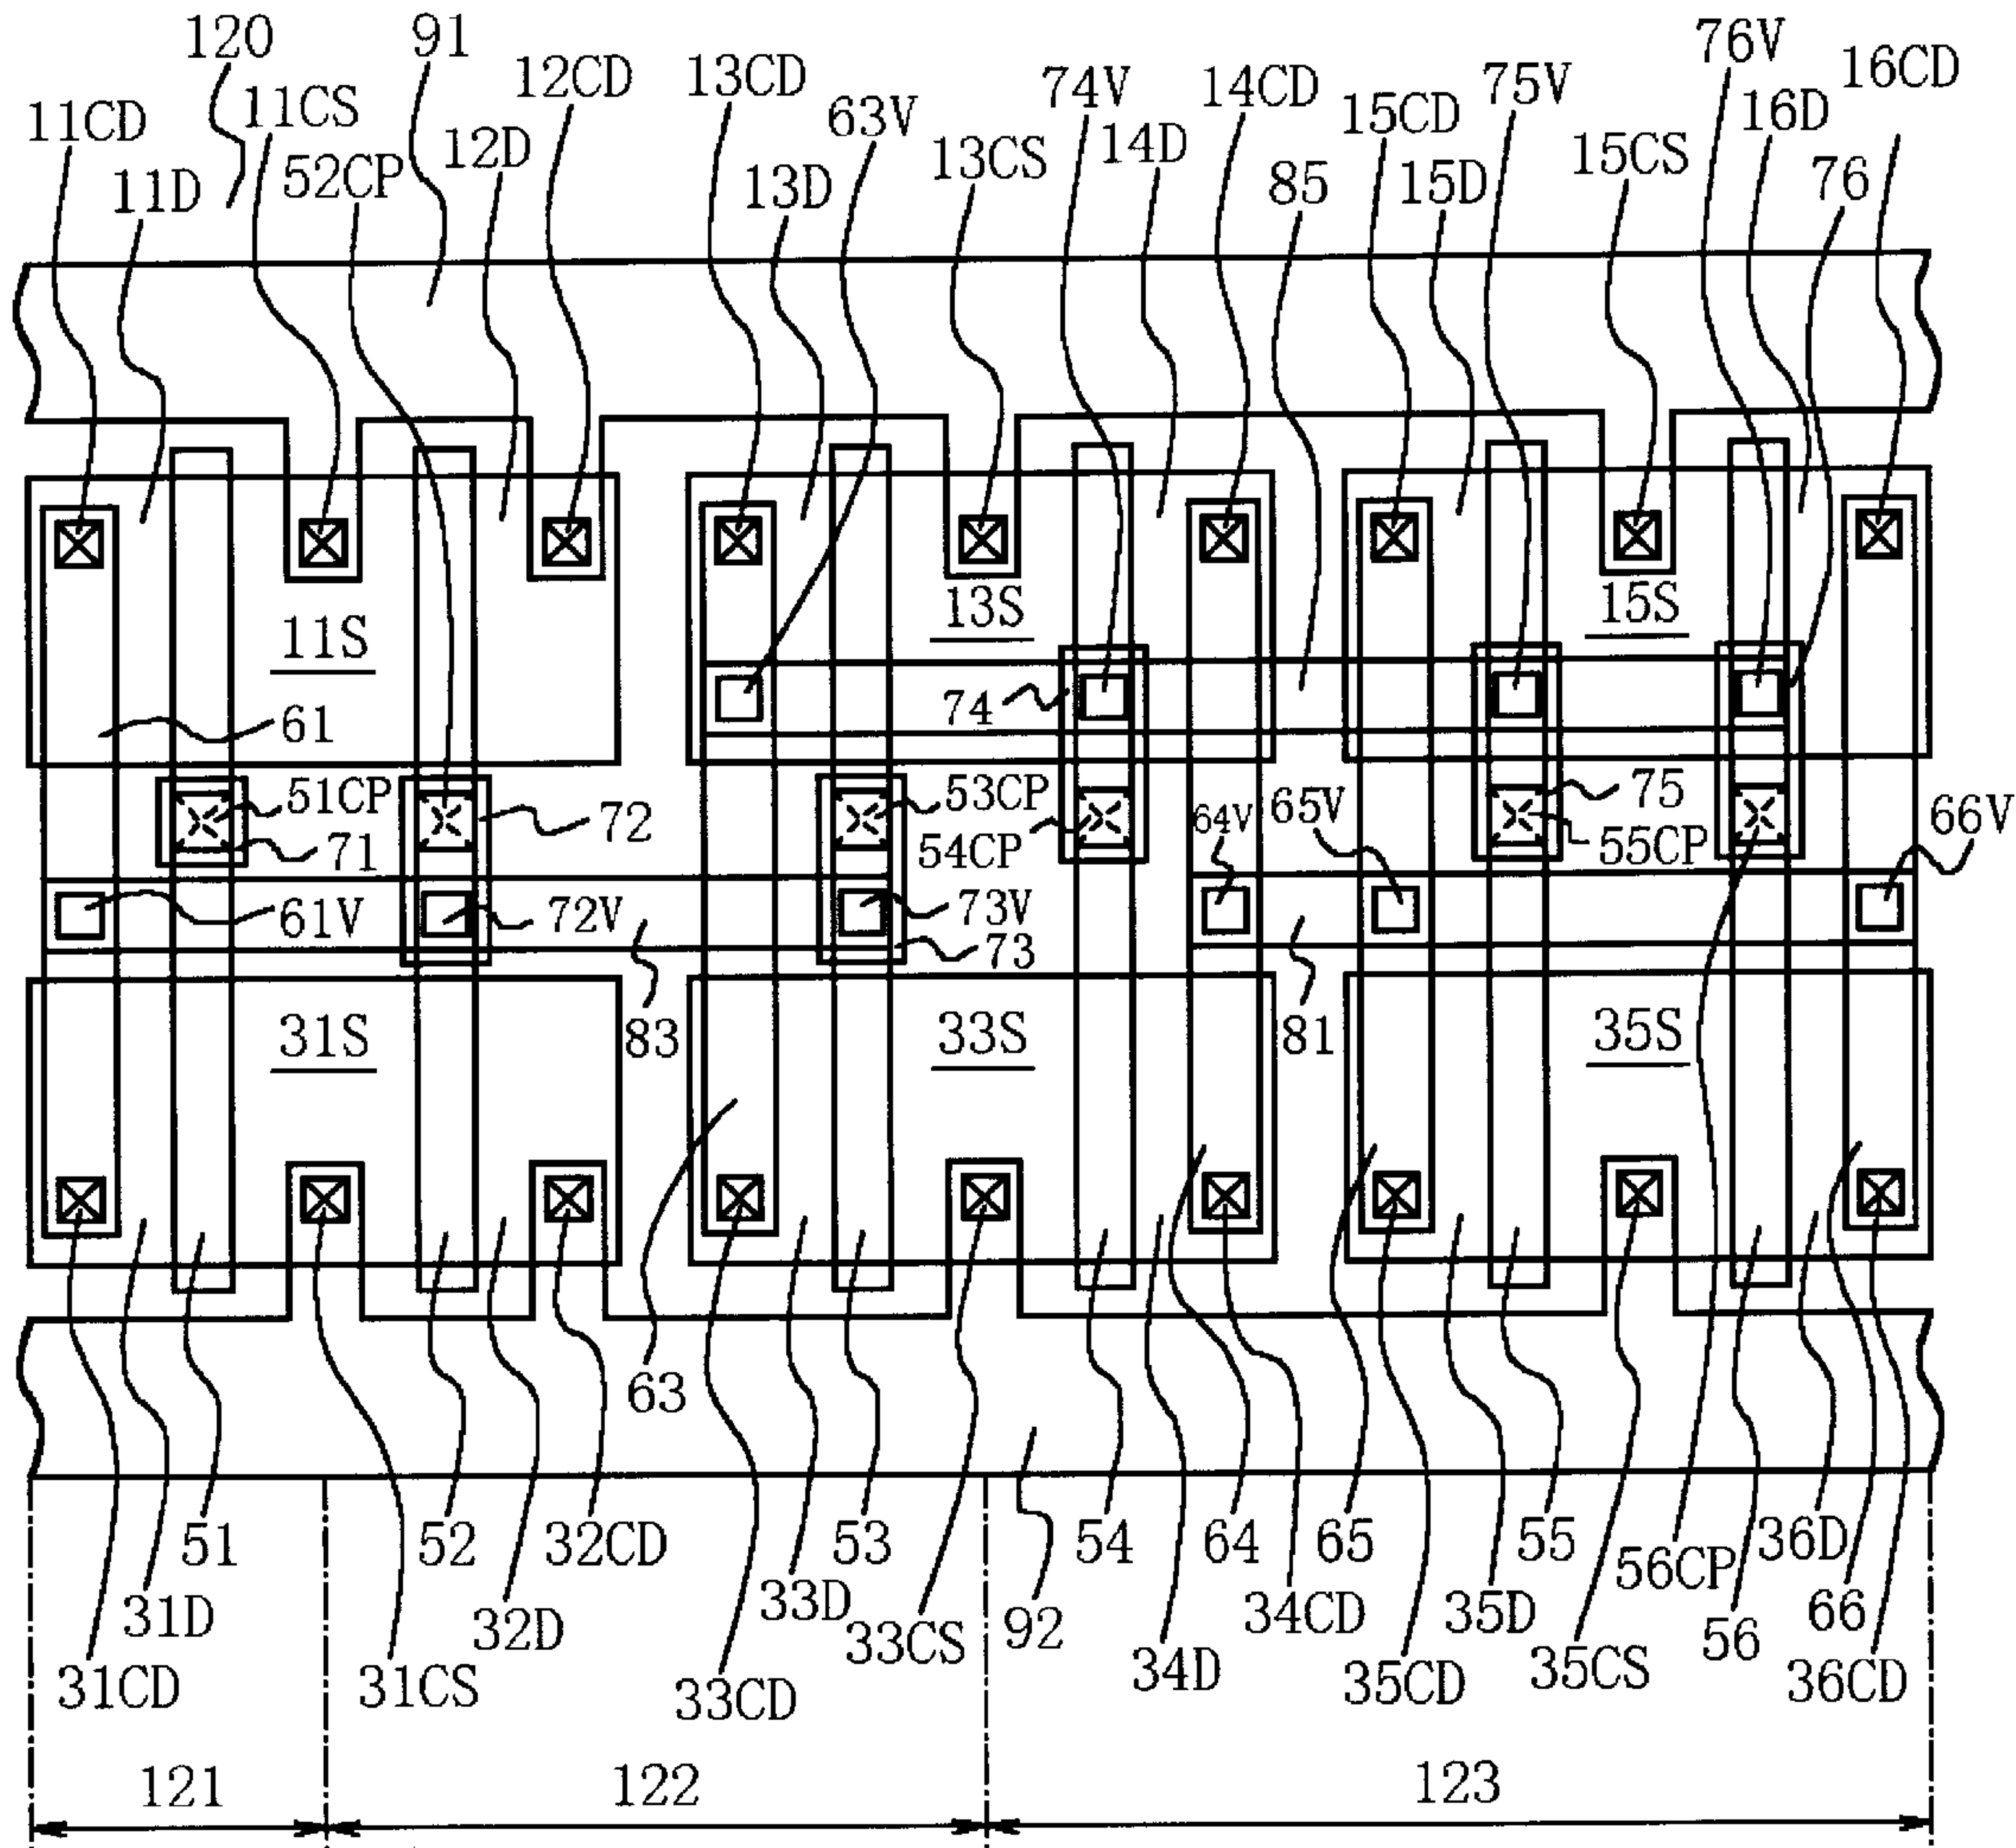 120
91
76V
11CD
11CS
12CD
13CD
74V
14CD
75V
16CD
11D
52CP
12D
13D
63V
13CS
14D
85
15CD
15D
15CS
16D
76
11S
13S
15S
61
74
51CP
71
72
53CP
54CP
64V
65V
75
55CP
66V
61V
72V
83
73V
73
81
31S
33S
35S
63
51
52
32CD
53
54
64
65
55
36D
31D
32D
33D
33CS
92
34CD
35D
56CP
56
66
31CD
31CS
33CD
34D
35CD
35CS
36CD
121
122
123